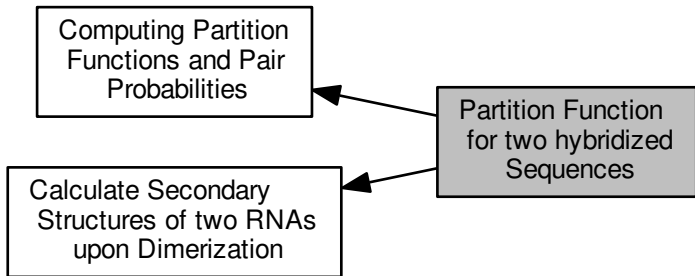 Computing Partition
Functions and Pair
Probabilities
Partition Function
for two hybridized
Sequences
Calculate Secondary
Structures of two RNAs
upon Dimerization